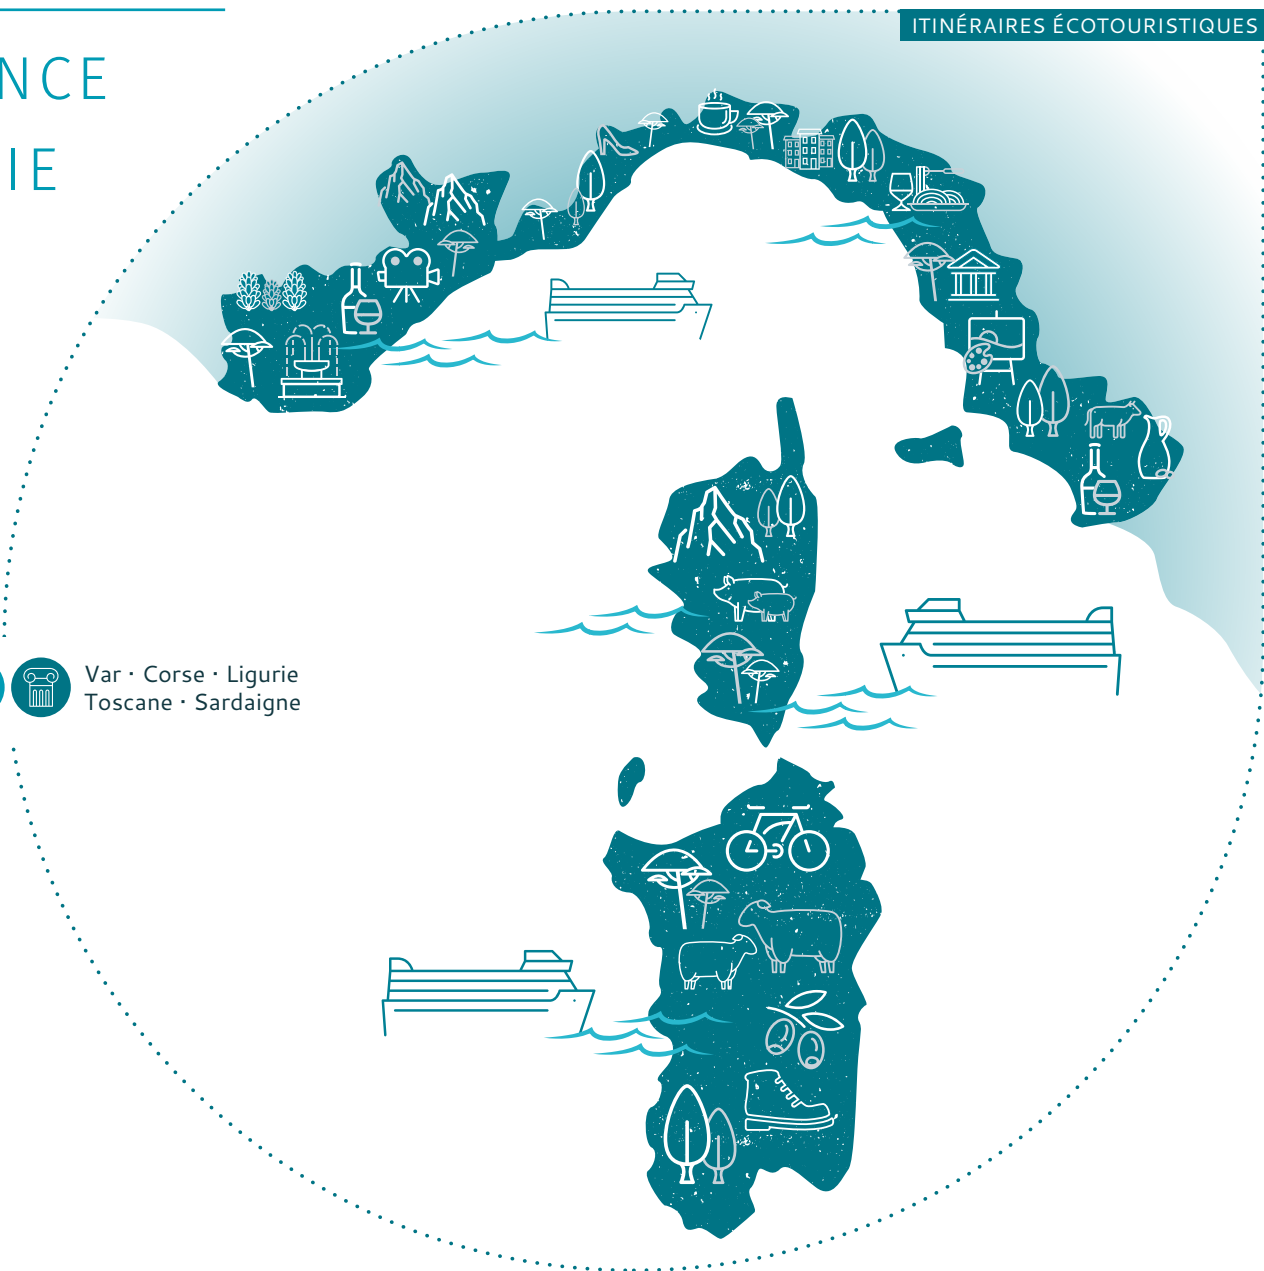 ITINÉRAIRES ÉCOTOURISTIQUES
NCE
IE
Var · Corse · Ligurie
Toscane · Sardaigne